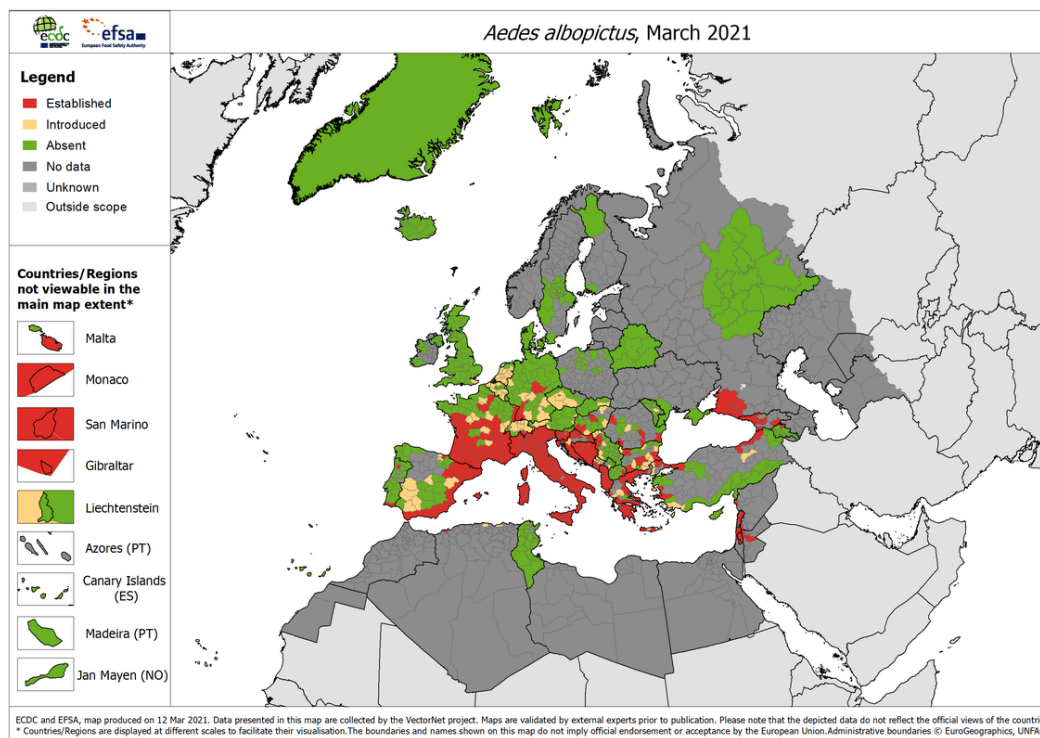 ecdc
efsa
European Food Safety Authority
Aedes albopictus, March 2021
Legend
Established
Introduced
Absent
No data
Unknown
Outside scope
Countries/Regions
not viewable in the
main map extent*
Malta
Monaco
San Marino
Gibraltar
Liechtenstein
Azores (PT)
Canary Islands
(ES)
Madeira (PT)
Jan Mayen (NO)
ECDC and EFSA, map produced on 12 Mar 2021. Data presented in this map are collected by the VectorNet project. Maps are validated by external experts prior to publication. Please note that the depicted data do not reflect the official views of the countri
* Countries/Regions are displayed at different scales to facilitate their visualisation.The boundaries and names shown on this map do not imply official endorsement or acceptance by the European Union.Administrative boundaries © EuroGeographics, UNFA